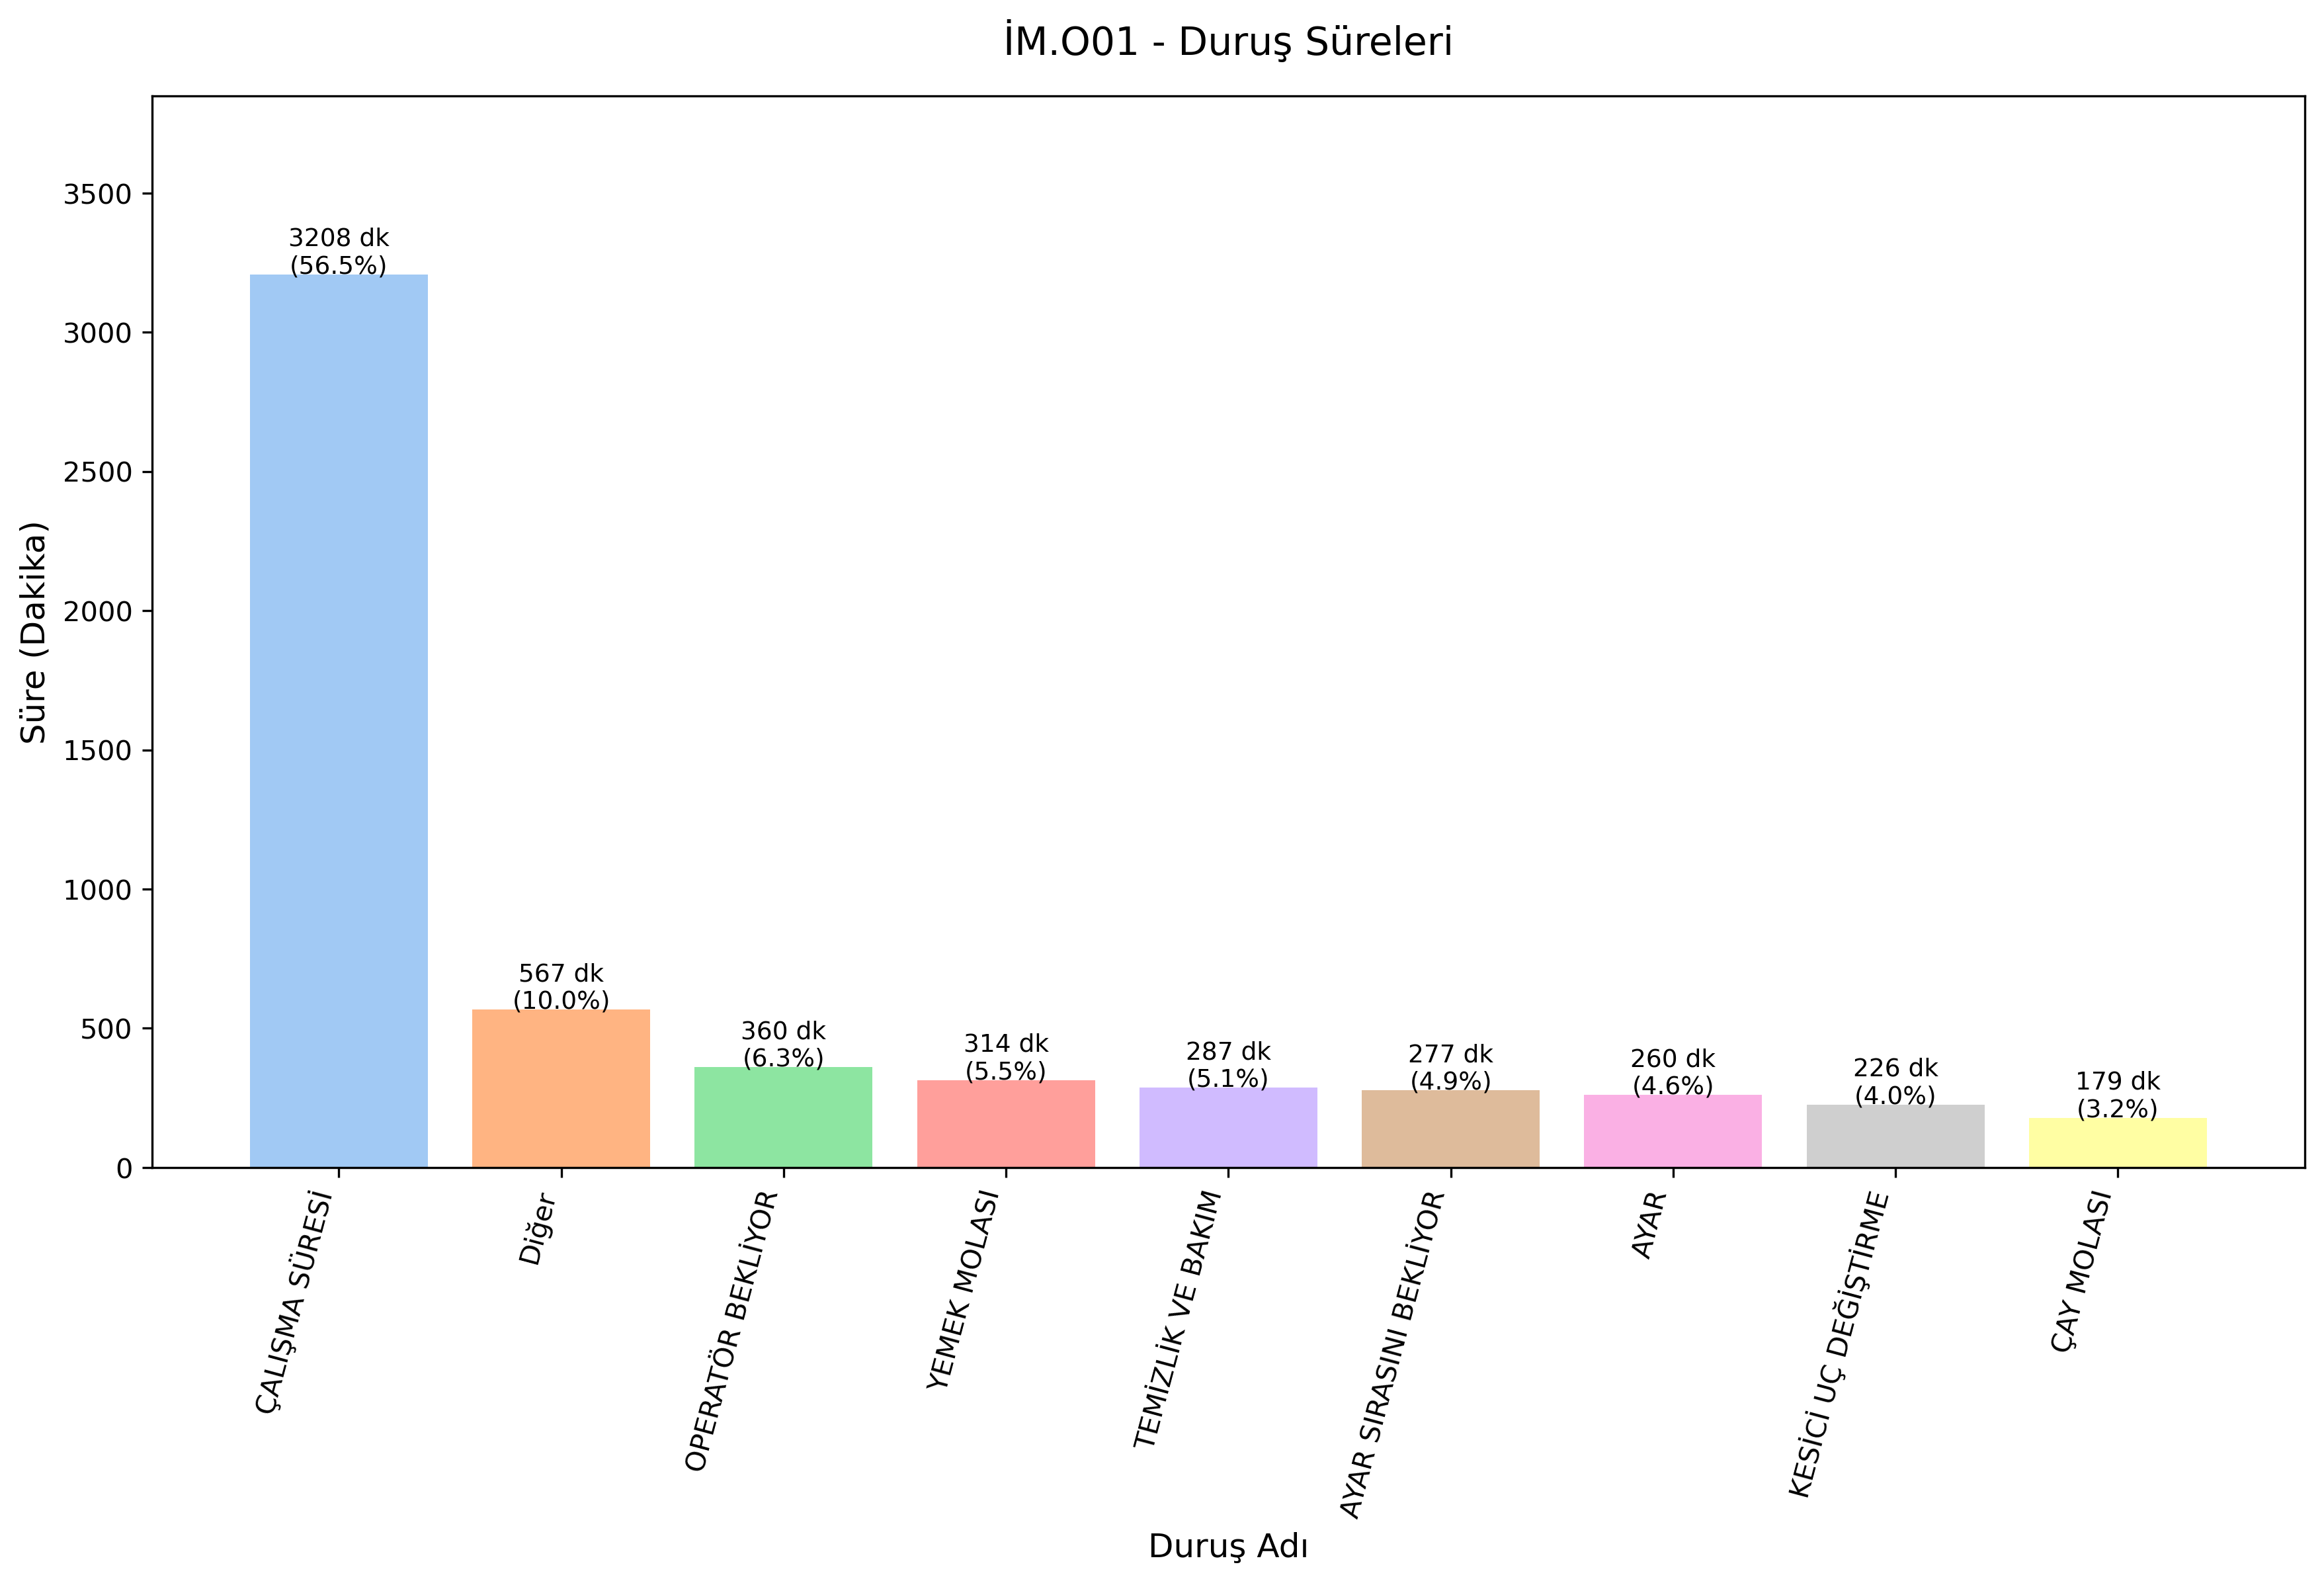 İM.O01 - Duruş Süreleri
Süre (Dakika)
3500
3000
2500
2000
1500
1000
500
0
3208 dk
(56.5%)
567 dk
(10.0%)
360 dk
(6.3%)
314 dk
(5.5%)
287 dk
(5.1%)
277 dk
(4.9%)
260 dk
(4.6%)
226 dk
(4.0%)
179 dk
(3.2%)
ÇALIŞMA SÜRESİ
Diğer
OPERATÖR BEKLİYOR
YEMEK MOLASI
TEMİZLİK VE BAKIM
AYAR SIRASINI BEKLİYOR
AYAR
KESİCİ UÇ DEĞİŞTİRME
ÇAY MOLASI
Duruş Adı